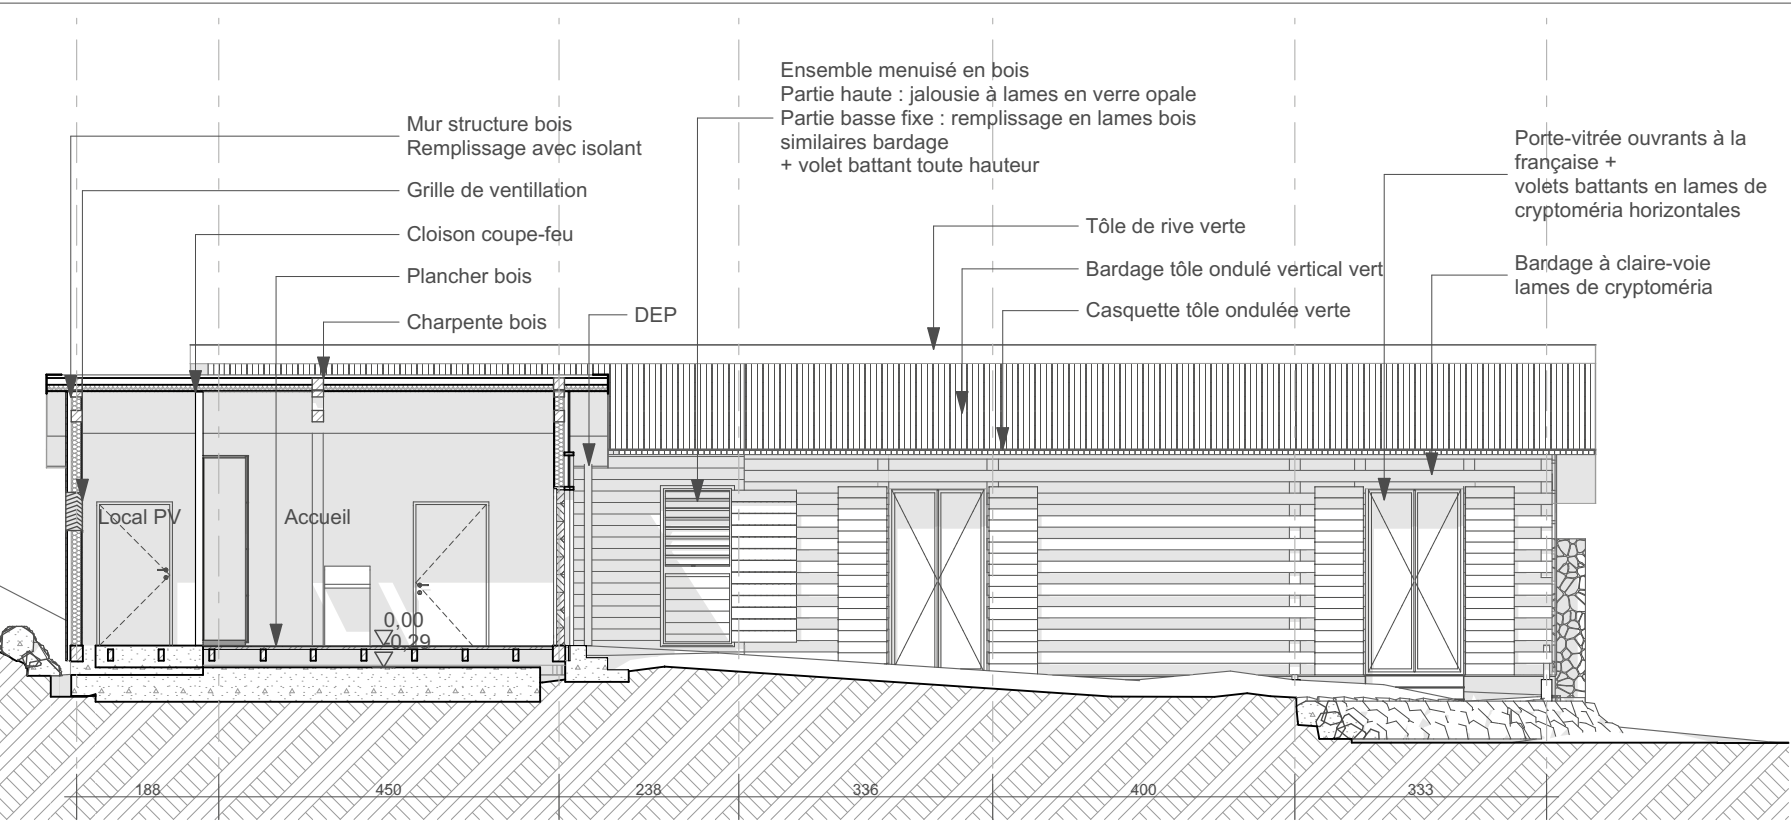 Ensemble menuisé en bois
Partie haute : jalousie à lames en verre opale
Partie basse fixe : remplissage en lames bois
similaires bardage
+ volet battant toute hauteur
Mur structure bois
Remplissage avec isolant
Grille de ventillation
Cloison coupe-feu
Plancher bois
Charpente bois
DEP
Tôle de rive verte
Bardage tôle ondulé vertical vert
Casquette tôle ondulée verte
Porte-vitrée ouvrants à la
française +
volets battants en lames de
cryptoméria horizontales
Bardage à claire-voie
lames de cryptoméria
Local PV
Accueil
0,00
-0,29
188
450
238
336
400
333